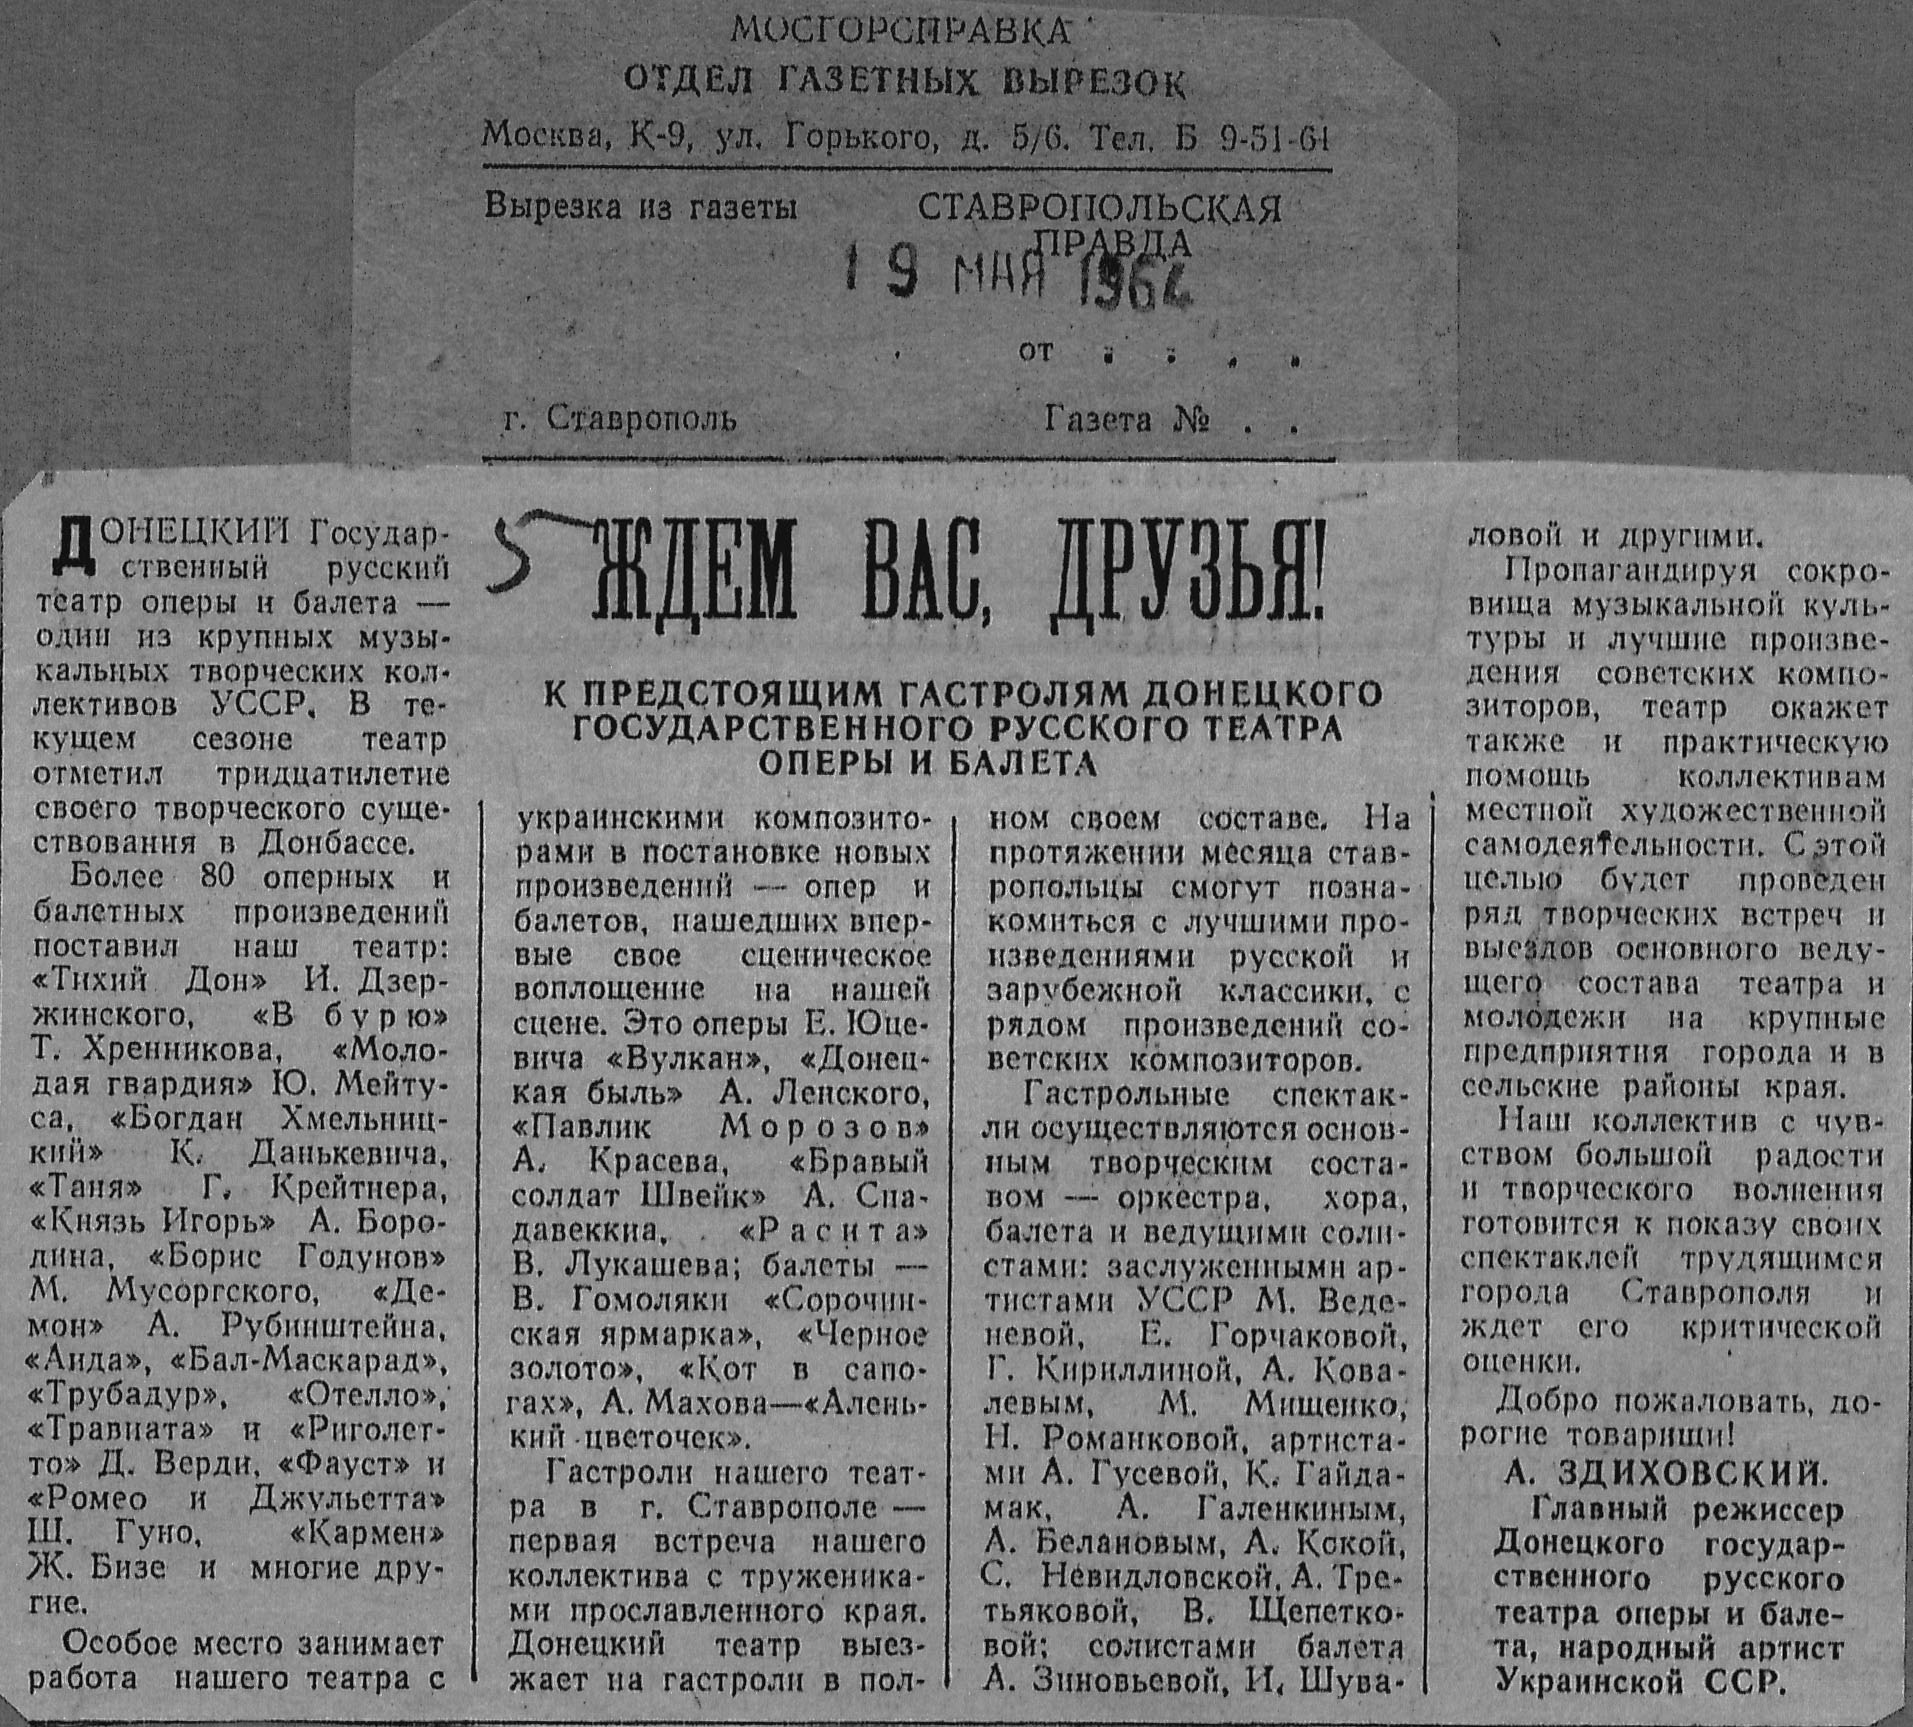 МОСГОРСПРАВКА
ОТДЕЛ ГАЗЕТНЫХ ВЫРЕЗОК
Москва, К-9, ул. Горького, д. 5/6. Тел. Б 9-51-61
Вырезка из газеты СТАВРОПОЛЬСКАЯ
ПРАВДА
19 МАЯ 1964
от . . . .
г. Ставрополь Газета № . .
ЖДЕМ ВАС, ДРУЗЬЯ!
К ПРЕДСТОЯЩИМ ГАСТРОЛЯМ ДОНЕЦКОГО
ГОСУДАРСТВЕННОГО РУССКОГО ТЕАТРА
ОПЕРЫ И БАЛЕТА
ДОНЕЦКИЙ Государ-
ственный русский
театр оперы и балета —
один из крупных музы-
кальных творческих кол-
лективов УССР. В те-
кущем сезоне театр
отметил тридцатилетие
своего творческого суще-
ствования в Донбассе.
Более 80 оперных и
балетных произведений
поставил наш театр:
«Тихий Дон» И. Дзер-
жинского, «В бурю»
Т. Хренникова, «Моло-
дая гвардия» Ю. Мейту-
са, «Богдан Хмельниц-
кий» К. Данькевича,
«Таня» Г. Крейтнера,
«Князь Игорь» А. Боро-
дина, «Борис Годунов»
М. Мусоргского, «Де-
мон» А. Рубинштейна,
«Аида», «Бал-Маскарад»,
«Трубадур», «Отелло»,
«Травиата» и «Риголет-
то» Д. Верди, «Фауст» и
«Ромео и Джульетта»
Ш. Гуно, «Кармен»
Ж. Бизе и многие дру-
гие.
Особое место занимает
работа нашего театра с
украинскими композито-
рами в постановке новых
произведений — опер и
балетов, нашедших впер-
вые свое сценическое
воплощение на нашей
сцене. Это оперы Е. Юце-
вича «Вулкан», «Донец-
кая быль» А. Ленского,
«Павлик Морозов»
А. Красева, «Бравый
солдат Швейк» А. Спа-
давеккиа, «Расита»
В. Лукашева; балеты —
В. Гомоляки «Сорочин-
ская ярмарка», «Черное
золото», «Кот в сапо-
гах», А. Махова—«Алень-
кий цветочек».
Гастроли нашего теат-
ра в г. Ставрополе —
первая встреча нашего
коллектива с труженика-
ми прославленного края.
Донецкий театр выез-
жает на гастроли в пол-
ном своем составе. На
протяжении месяца став-
ропольцы смогут позна-
комиться с лучшими про-
изведениями русской и
зарубежной классики, с
рядом произведений со-
ветских композиторов.
Гастрольные спектак-
ли осуществляются основ-
ным творческим соста-
вом — оркестра, хора,
балета и ведущими соли-
стами: заслуженными ар-
тистами УССР М. Веде-
невой, Е. Горчаковой,
Г. Кириллиной, А. Кова-
левым, М. Мищенко,
Н. Романковой, артиста-
ми А. Гусевой, К. Гайда-
мак, А. Галенкиным,
А. Белановым, А. Коской,
С. Невидловской, А. Тре-
тьяковой, В. Щепетко-
вой; солистами балета
А. Зиновьевой, И. Шува-
ловой и другими.
Пропагандируя сокро-
вища музыкальной куль-
туры и лучшие произве-
дения советских компо-
зиторов, театр окажет
также и практическую
помощь коллективам
местной художественной
самодеятельности. С этой
целью будет проведен
ряд творческих встреч и
выездов основного веду-
щего состава театра и
молодежи на крупные
предприятия города и в
сельские районы края.
Наш коллектив с чув-
ством большой радости
и творческого волнения
готовится к показу своих
спектаклей трудящимся
города Ставрополя и
ждет его критической
оценки.
Добро пожаловать, до-
рогие товарищи!
А. ЗДИХОВСКИЙ.
Главный режиссер
Донецкого государ-
ственного русского
театра оперы и бале-
та, народный артист
Украинской ССР.